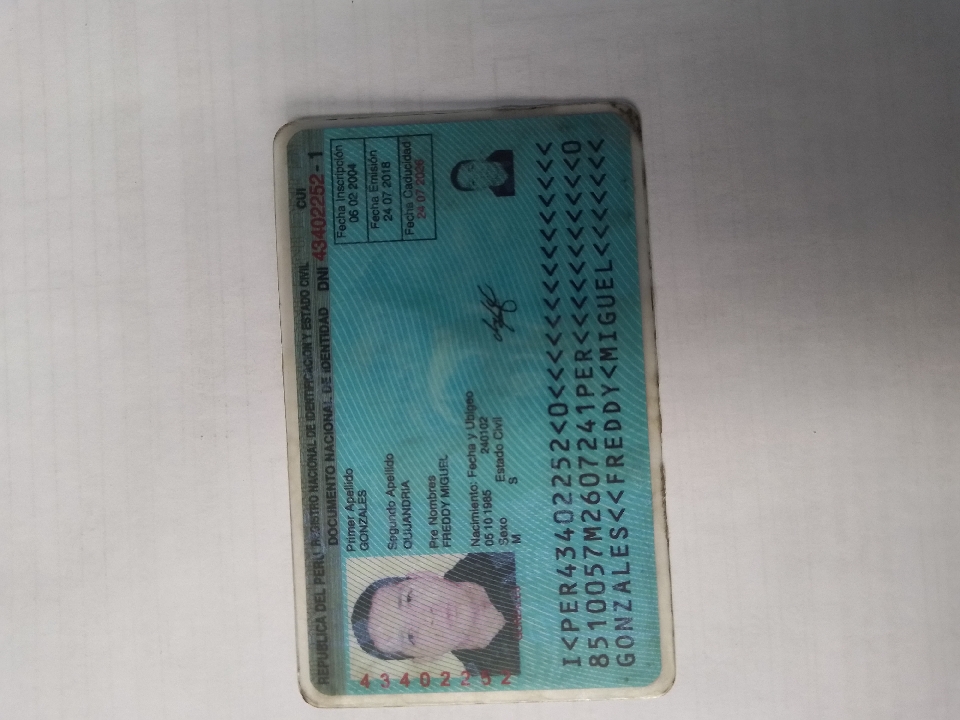 REPUBLICA DEL PERU REGISTRO NACIONAL DE IDENTIFICACION Y ESTADO CIVIL
CUI
DOCUMENTO NACIONAL DE IDENTIDAD DNI 43402252 - 1
Primer Apellido
GONZALES
Segundo Apellido
QUIJANDRIA
Pre Nombres
FREDDY MIGUEL
Nacimiento: Fecha y Ubigeo
05 10 1985 240102
Sexo Estado Civil
M S
Fecha Inscripción
06 02 2004
Fecha Emisión
24 07 2018
Fecha Caducidad
24 07 2026
43402252
I<PER43402252<0<<<<<<<<<<<<<<<
8510057M2607241PER<<<<<<<<<<<0
GONZALES<<FREDDY<MIGUEL<<<<<<<